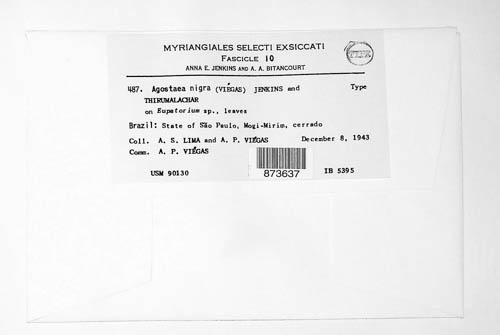 MYRIANGIALES SELECTI EXSICCATI
FASCICLE 10
ANNA E. JENKINS AND A. A. BITANCOURT
487. Agostaea nigra (VIÉGAS) JENKINS and Type
THIRUMALACHAR
on Eupatorium sp., leaves
Brazil: State of São Paulo, Mogi-Mirim, cerrado
Coll. A. S. LIMA and A. P. VIÉGAS December 8, 1943
Comm. A. P. VIÉGAS
873637
USM 90130 IB 5395